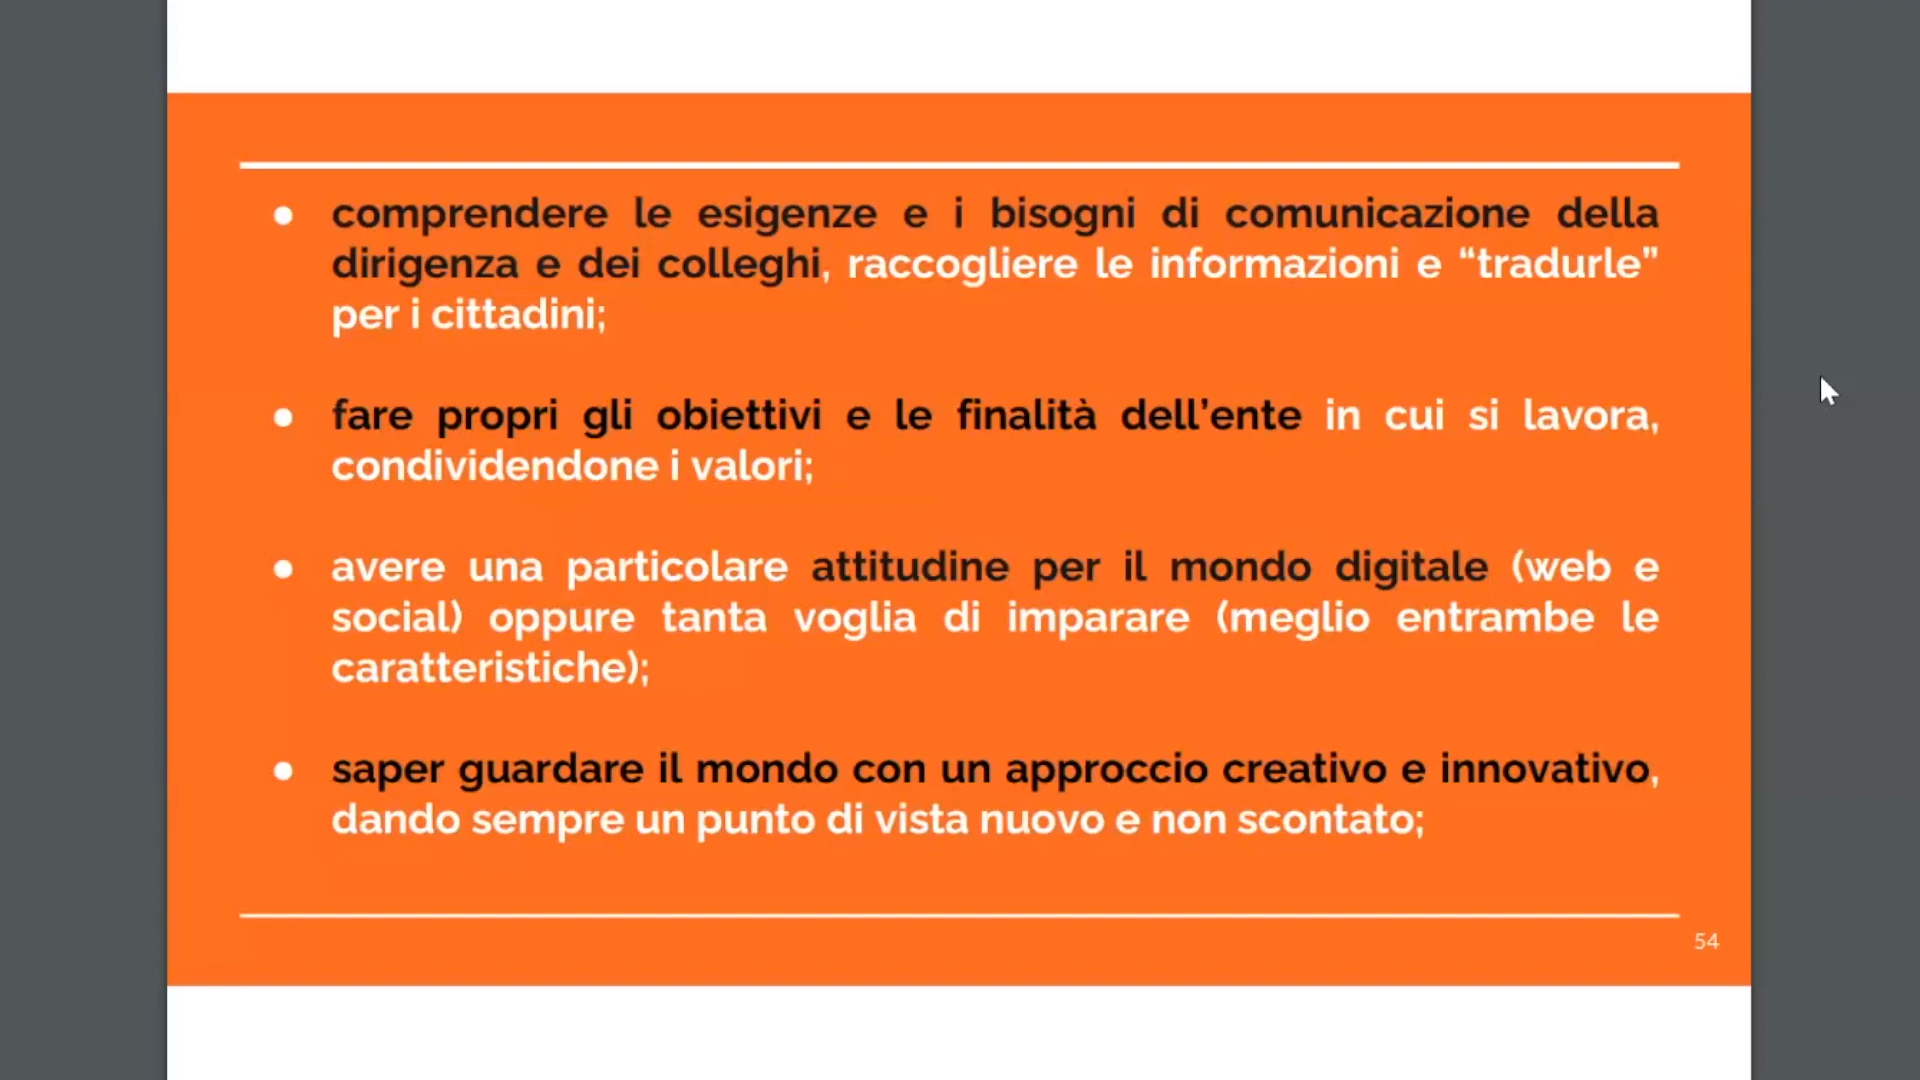 ● comprendere le esigenze e i bisogni di comunicazione della
dirigenza e dei colleghi, raccogliere le informazioni e “tradurle”
per i cittadini;
● fare propri gli obiettivi e le finalità dell’ente in cui si lavora,
condividendone i valori;
● avere una particolare attitudine per il mondo digitale (web e
social) oppure tanta voglia di imparare (meglio entrambe le
caratteristiche);
● saper guardare il mondo con un approccio creativo e innovativo,
dando sempre un punto di vista nuovo e non scontato;
54